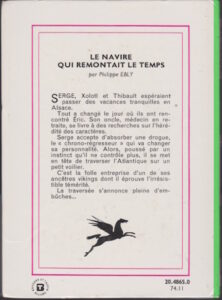 LE NAVIRE
QUI REMONTAIT LE TEMPS
par Philippe EBLY
SERGE, Xolotl et Thibault espéraient
passer des vacances tranquilles en
Alsace.
Tout a changé le jour où ils ont ren-
contré Éric. Son oncle, médecin en re-
traite, se livre à des recherches sur l'héré-
dité des caractères.
Serge accepte d'absorber une drogue,
le « chrono-régresseur » qui va changer
sa personnalité. Alors, poussé par un
instinct qu'il ne contrôle plus, il se met
en tête de traverser l'Atlantique sur un
petit voilier.
C'est la folle entreprise d'un de ses
ancêtres vikings dont il éprouve l'irrésis-
tible témérité.
La traversée s'annonce pleine d'em-
bûches...
20.4865.0
74.11